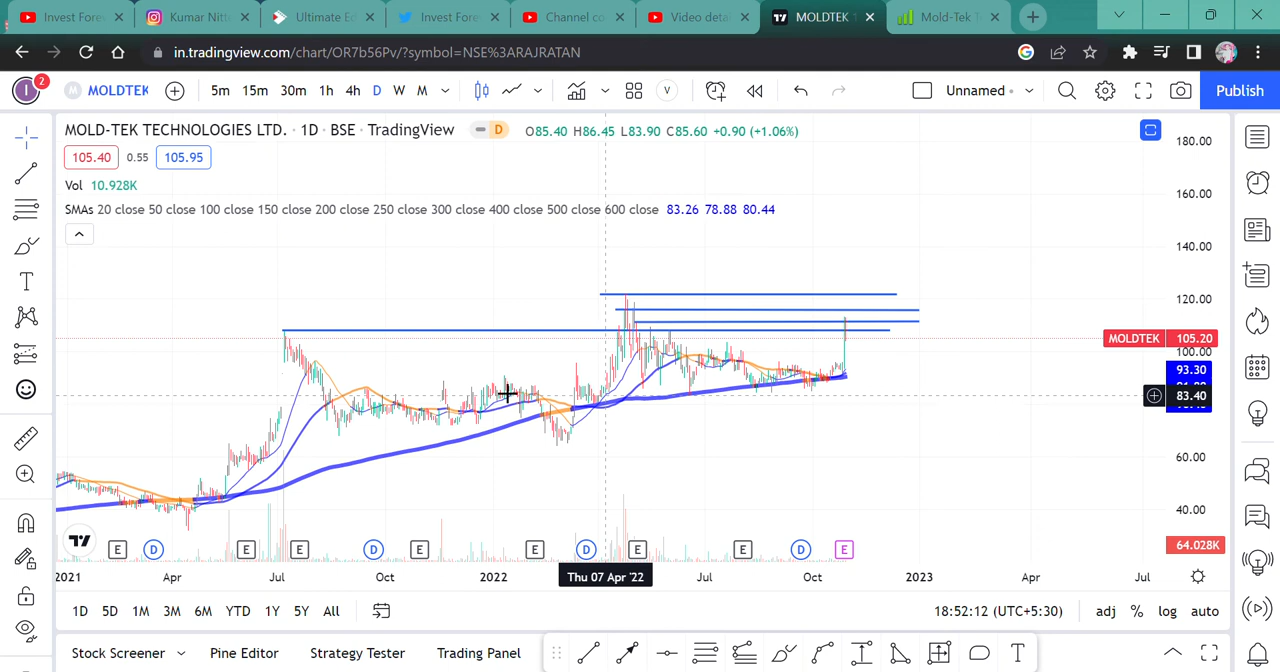 Invest Fore
Kumar Nitt
Ultimate Ed
Invest Fore
Channel co
Video detai
MOLDTEK
Mold-Tek T
in.tradingview.com/chart/OR7b56Pv/?symbol=NSE%3ARAJRATAN
2
MOLDTEK
5m 15m 30m 1h 4h D W M
V
Unnamed
Publish
MOLD-TEK TECHNOLOGIES LTD. · 1D · BSE · TradingView
D
O85.40 H86.45 L83.90 C85.60 +0.90 (+1.06%)
105.40 0.55 105.95
Vol 10.928K
SMAs 20 close 50 close 100 close 150 close 200 close 250 close 300 close 400 close 500 close 600 close 83.26 78.88 80.44
180.00
160.00
140.00
120.00
MOLDTEK 105.20
100.00
93.30
83.40
60.00
40.00
64.028K
E D E E D E E D E E D E
2021 Apr Jul Oct 2022 Thu 07 Apr '22 Jul Oct 2023 Apr Jul
1D 5D 1M 3M 6M YTD 1Y 5Y All
18:52:12 (UTC+5:30) adj % log auto
Stock Screener Pine Editor Strategy Tester Trading Panel
T